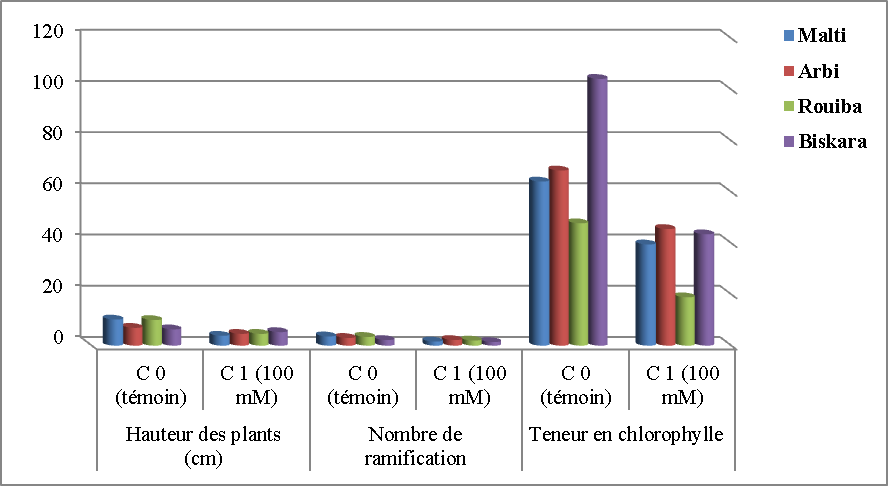 120
100
80
60
40
20
0
Malti
Arbi
Rouiba
Biskara
C 0 (témoin)
C 1 (100 mM)
C 0 (témoin)
C 1 (100 mM)
C 0 (témoin)
C 1 (100 mM)
Hauteur des plants (cm)
Nombre de ramification
Teneur en chlorophylle